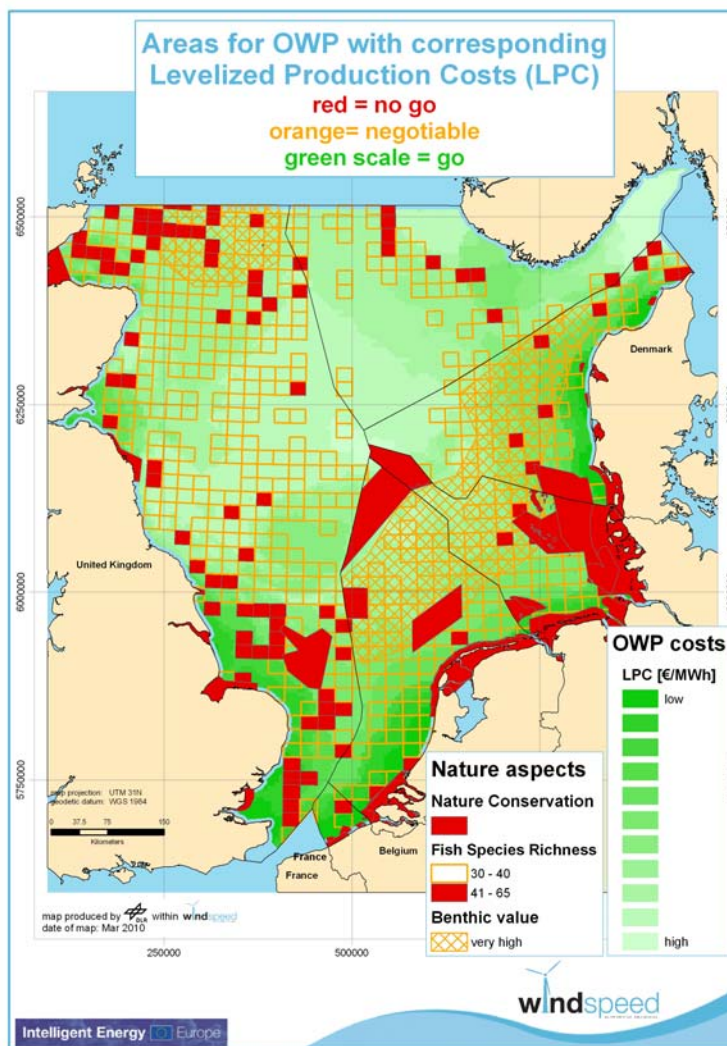 Areas for OWP with corresponding
Levelized Production Costs (LPC)
red = no go
orange= negotiable
green scale = go
6500000
6250000
6000000
5750000
250000
500000
Denmark
United Kingdom
France
France
Belgium
map projection: UTM 31N
geodetic datum: WGS 1984
0 37.5 75 150
Kilometers
map produced by DLR within windspeed
date of map: Mar 2010
Nature aspects
Nature Conservation
Fish Species Richness
30 - 40
41 - 65
Benthic value
very high
OWP costs
LPC [€/MWh]
low
high
windspeed
Intelligent Energy Europe